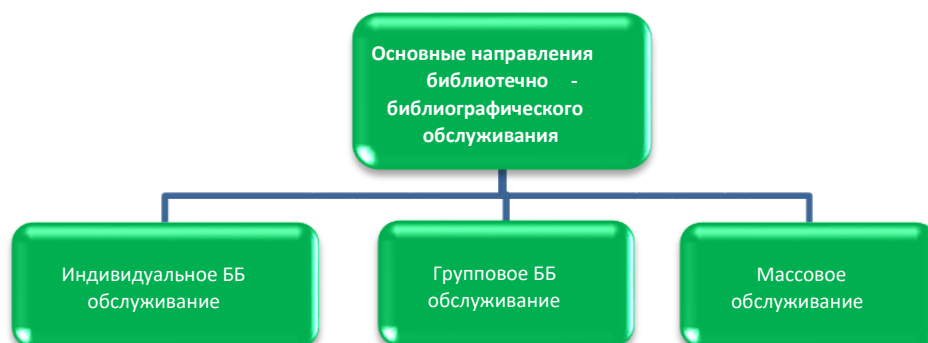 Основные направления
библиотечно -
библиографического
обслуживания
Индивидуальное ББ
обслуживание
Групповое ББ
обслуживание
Массовое
обслуживание